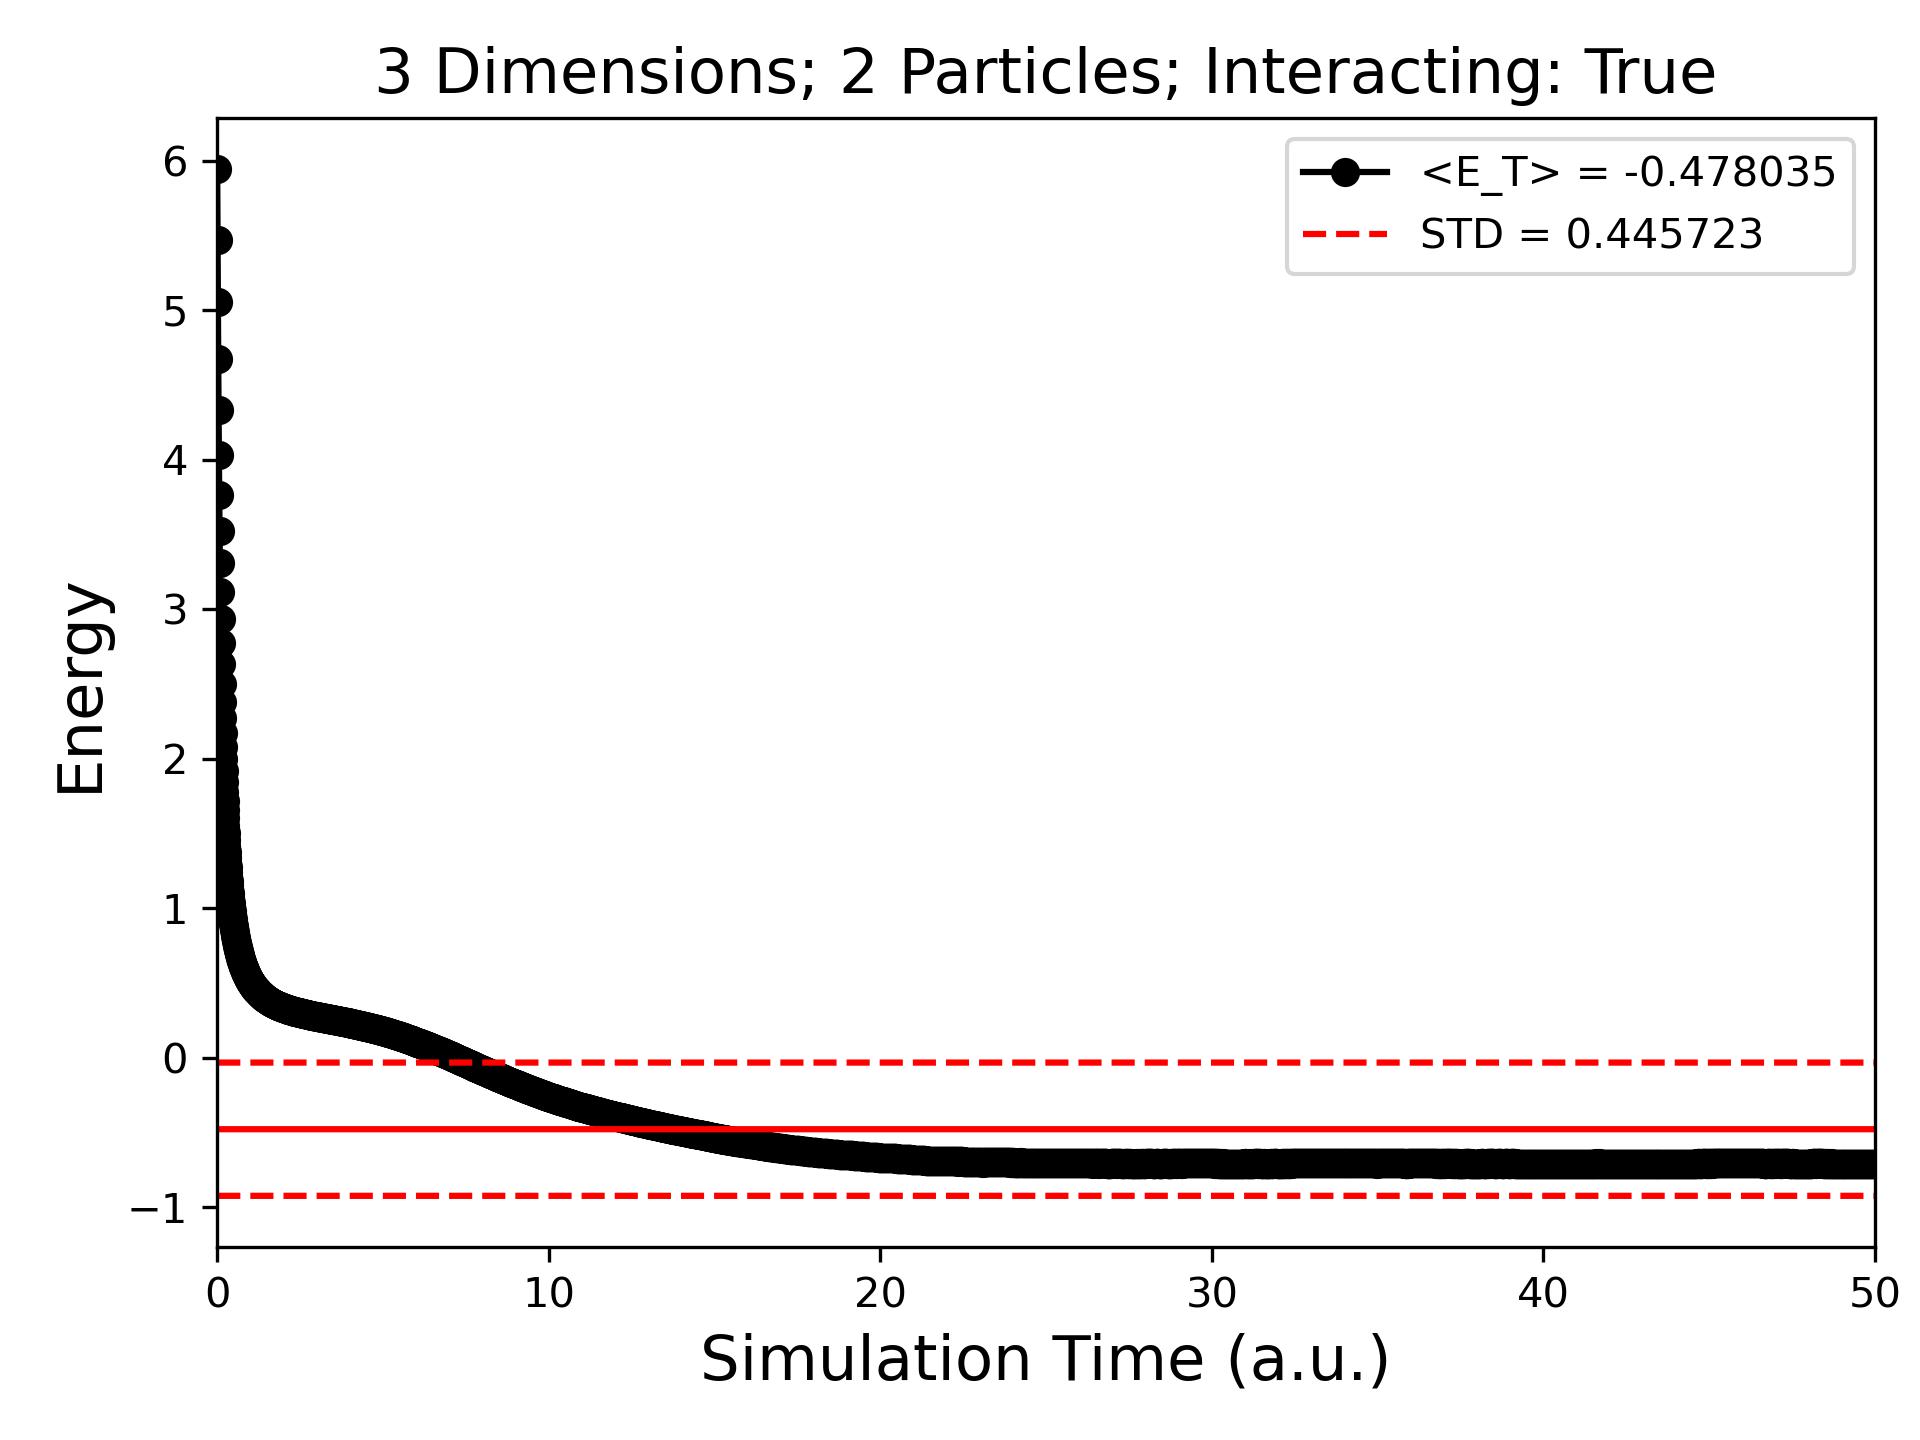 3 Dimensions; 2 Particles; Interacting: True
<E_T> = -0.478035
STD = 0.445723
6
5
4
3
2
1
0
−1
Energy
0 10 20 30 40 50
Simulation Time (a.u.)